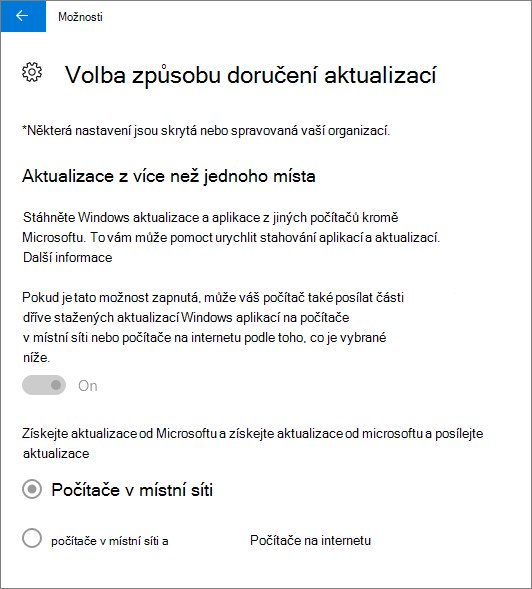 Možnosti
Volba způsobu doručení aktualizací
*Některá nastavení jsou skrytá nebo spravovaná vaší organizací.
Aktualizace z více než jednoho místa
Stáhněte Windows aktualizace a aplikace z jiných počítačů kromě
Microsoftu. To vám může pomoct urychlit stahování aplikací a aktualizací.
Další informace
Pokud je tato možnost zapnutá, může váš počítač také posílat části
dříve stažených aktualizací Windows aplikací na počítače
v místní síti nebo počítače na internetu podle toho, co je vybrané
níže.
On
Získejte aktualizace od Microsoftu a získejte aktualizace od microsoftu a posílejte
aktualizace
Počítače v místní síti
počítače v místní síti a Počítače na internetu